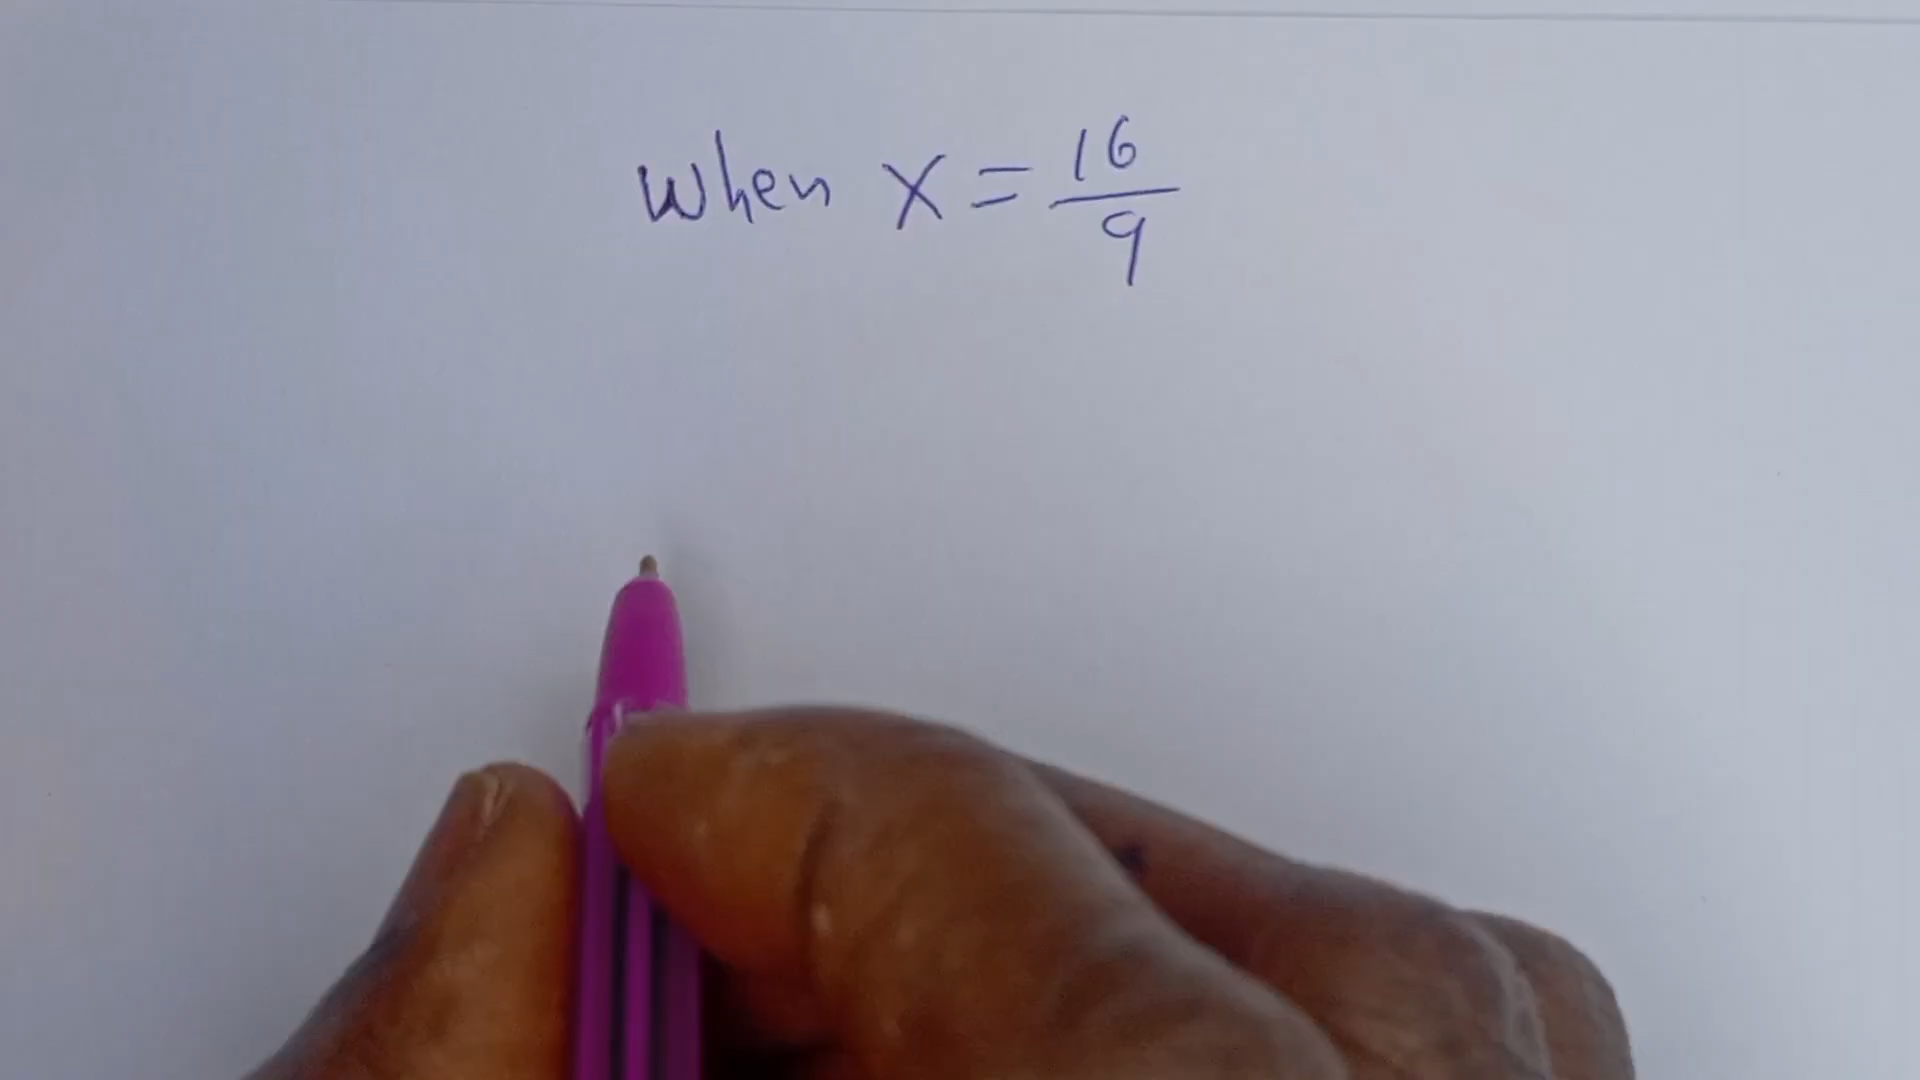 When X = 16/9